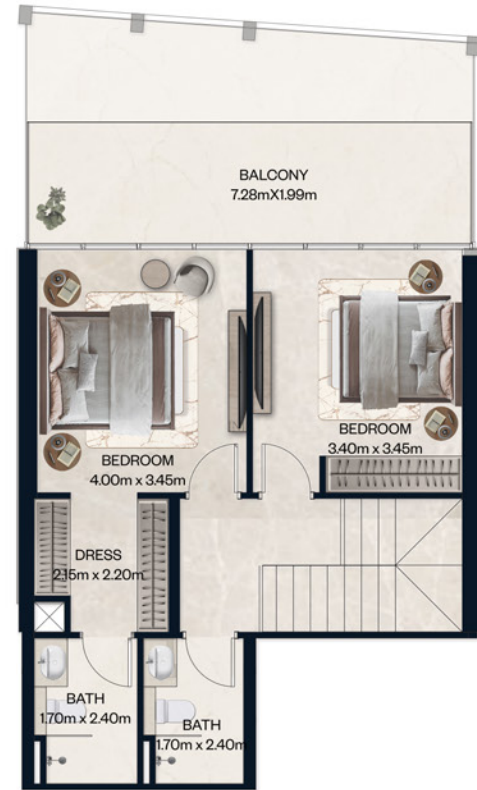 BALCONY
7.28mX1.99m
BEDROOM
4.00m x 3.45m
BEDROOM
3.40m x 3.45m
DRESS
2.15m x 2.20m
BATH
1.70m x 2.40m
BATH
1.70m x 2.40m